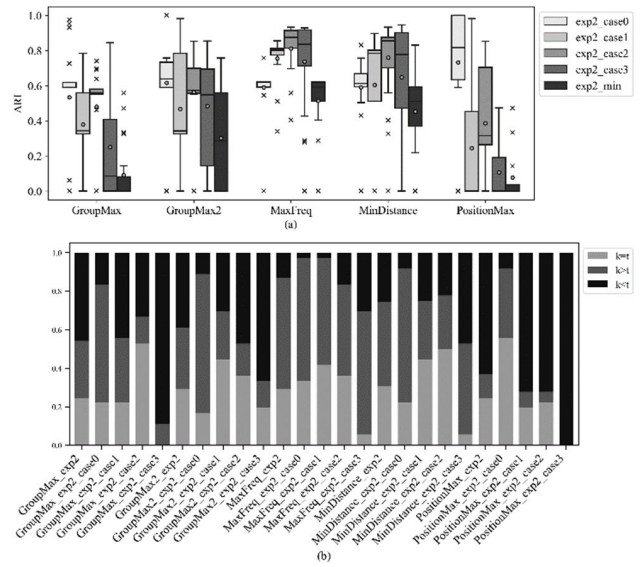 1.0
0.8
0.6
0.4
0.2
0.0
ARI
GroupMax
GroupMax2
MaxFreq
MinDistance
PositionMax
exp2_case0
exp2_case1
exp2_case2
exp2_case3
exp2_min
(a)
1.0
0.8
0.6
0.4
0.2
0.0
k=t
k>t
k<t
GroupMax_exp2
GroupMax_exp2_case0
GroupMax_exp2_case1
GroupMax_exp2_case2
GroupMax_exp2_case3
GroupMax2_exp2
GroupMax2_exp2_case0
GroupMax2_exp2_case1
GroupMax2_exp2_case2
GroupMax2_exp2_case3
MaxFreq_exp2
MaxFreq_exp2_case0
MaxFreq_exp2_case1
MaxFreq_exp2_case2
MaxFreq_exp2_case3
MinDistance_exp2
MinDistance_exp2_case0
MinDistance_exp2_case1
MinDistance_exp2_case2
MinDistance_exp2_case3
PositionMax_exp2
PositionMax_exp2_case0
PositionMax_exp2_case1
PositionMax_exp2_case2
PositionMax_exp2_case3
(b)